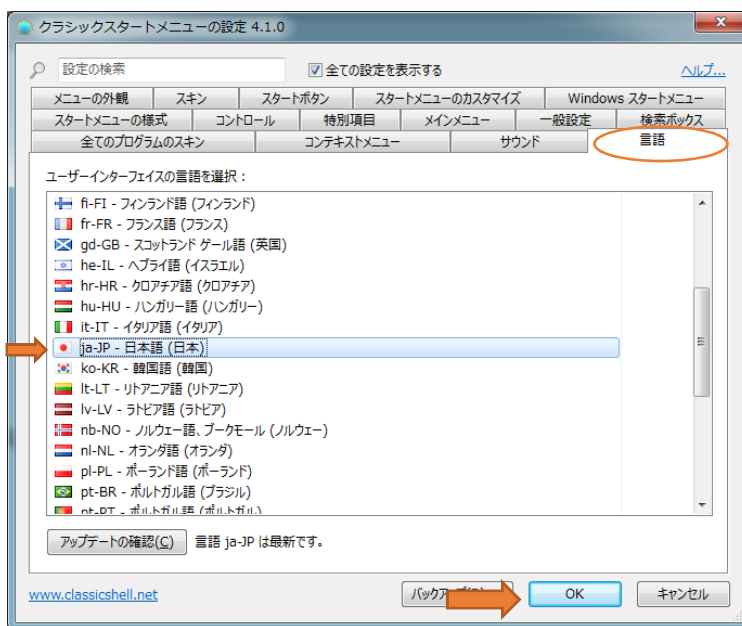 クラシックスタートメニューの設定 4.1.0
設定の検索
全ての設定を表示する
ヘルプ...
メニューの外観 スキン スタートボタン スタートメニューのカスタマイズ Windows スタートメニュー
スタートメニューの様式 コントロール 特別項目 メインメニュー 一般設定 検索ボックス
全てのプログラムのスキン コンテキストメニュー サウンド 言語
ユーザーインターフェイスの言語を選択：
fi-FI - フィンランド語 (フィンランド)
fr-FR - フランス語 (フランス)
gd-GB - スコットランド ゲール語 (英国)
he-IL - ヘブライ語 (イスラエル)
hr-HR - クロアチア語 (クロアチア)
hu-HU - ハンガリー語 (ハンガリー)
it-IT - イタリア語 (イタリア)
ja-JP - 日本語 (日本)
ko-KR - 韓国語 (韓国)
lt-LT - リトアニア語 (リトアニア)
lv-LV - ラトビア語 (ラトビア)
nb-NO - ノルウェー語、ブークモール (ノルウェー)
nl-NL - オランダ語 (オランダ)
pl-PL - ポーランド語 (ポーランド)
pt-BR - ポルトガル語 (ブラジル)
pt-PT - ポルトガル語 (ポルトガル)
アップデートの確認(C) 言語 ja-JP は最新です。
www.classicshell.net
OK
キャンセル